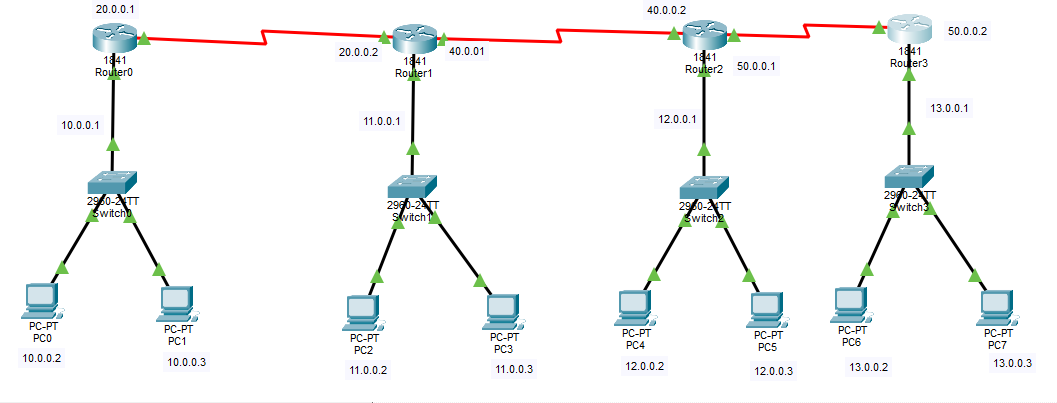 20.0.0.1
1841
Router0
20.0.0.2
1841
Router1
40.0.01
40.0.0.2
1841
Router2
50.0.0.1
1841
Router3
50.0.0.2
10.0.0.1
11.0.0.1
12.0.0.1
13.0.0.1
2960-24TT
Switch0
2960-24TT
Switch1
2960-24TT
Switch2
2960-24TT
Switch3
PC-PT
PC0
10.0.0.2
PC-PT
PC1
10.0.0.3
PC-PT
PC2
11.0.0.2
PC-PT
PC3
11.0.0.3
PC-PT
PC4
12.0.0.2
PC-PT
PC5
12.0.0.3
PC-PT
PC6
13.0.0.2
PC-PT
PC7
13.0.0.3